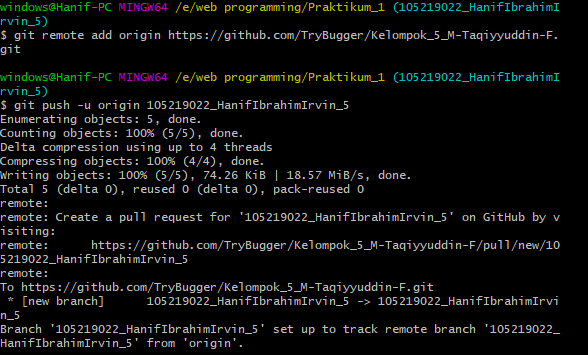 windows@Hanif-PC MINGW64 /e/web programming/Praktikum_1 (105219022_HanifIbrahimI
rvin_5)
$ git remote add origin https://github.com/TryBugger/Kelompok_5_M-Taqiyyuddin-F.
git
windows@Hanif-PC MINGW64 /e/web programming/Praktikum_1 (105219022_HanifIbrahimI
rvin_5)
$ git push -u origin 105219022_HanifIbrahimIrvin_5
Enumerating objects: 5, done.
Counting objects: 100% (5/5), done.
Delta compression using up to 4 threads
Compressing objects: 100% (4/4), done.
Writing objects: 100% (5/5), 74.26 KiB | 18.57 MiB/s, done.
Total 5 (delta 0), reused 0 (delta 0), pack-reused 0
remote:
remote: Create a pull request for '105219022_HanifIbrahimIrvin_5' on GitHub by v
isiting:
remote:      https://github.com/TryBugger/Kelompok_5_M-Taqiyyuddin-F/pull/new/10
5219022_HanifIbrahimIrvin_5
remote:
To https://github.com/TryBugger/Kelompok_5_M-Taqiyyuddin-F.git
 * [new branch]      105219022_HanifIbrahimIrvin_5 -> 105219022_HanifIbrahimIrvi
n_5
Branch '105219022_HanifIbrahimIrvin_5' set up to track remote branch '105219022_
HanifIbrahimIrvin_5' from 'origin'.